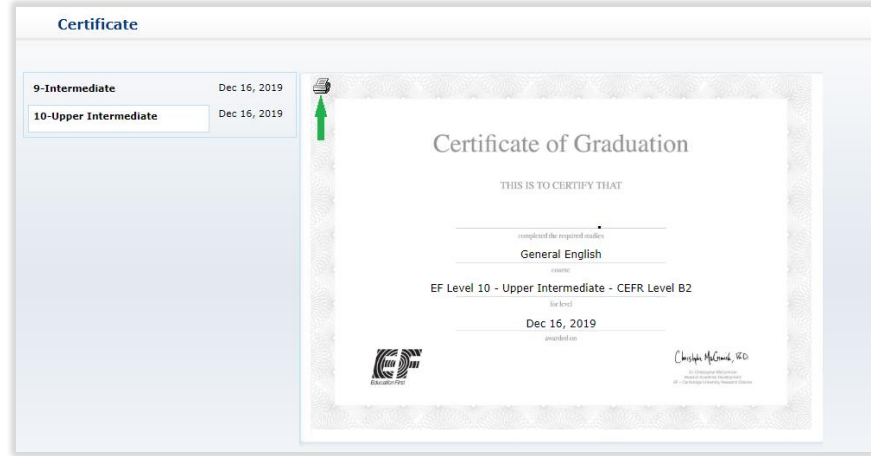 Certificate
9-Intermediate Dec 16, 2019
10-Upper Intermediate Dec 16, 2019
Certificate of Graduation
THIS IS TO CERTIFY THAT
completed the required studies
General English
course
EF Level 10 - Upper Intermediate - CEFR Level B2
for level
Dec 16, 2019
awarded on
EF
Education First